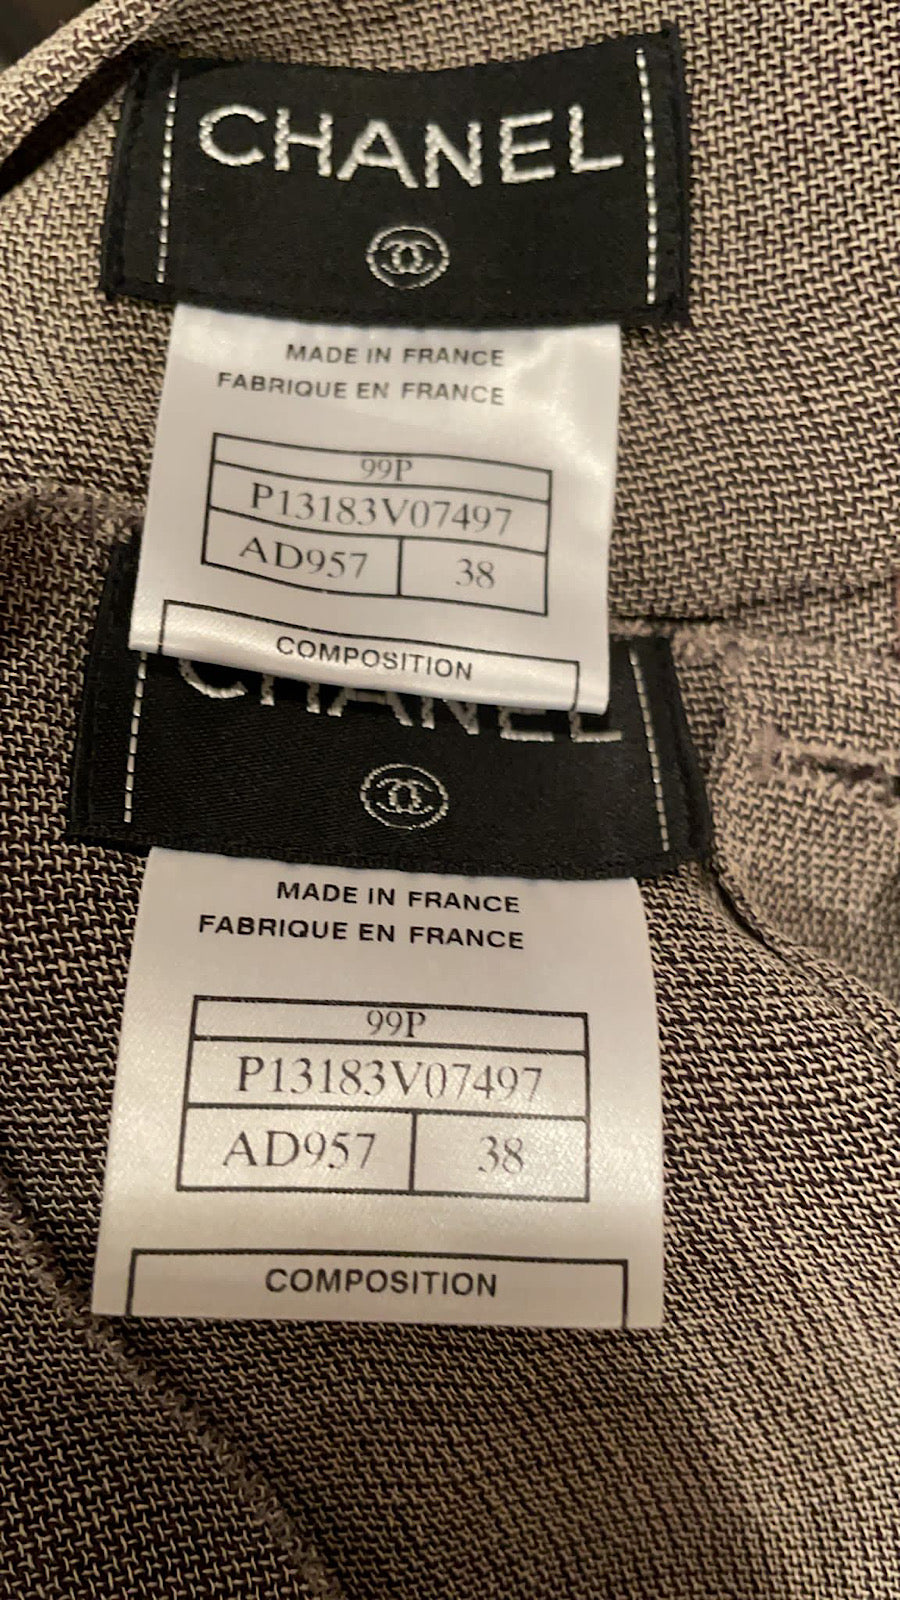 CHANEL
MADE IN FRANCE
FABRIQUE EN FRANCE
99P
P13183V07497
AD957 38
COMPOSITION
CHANEL
MADE IN FRANCE
FABRIQUE EN FRANCE
99P
P13183V07497
AD957 38
COMPOSITION